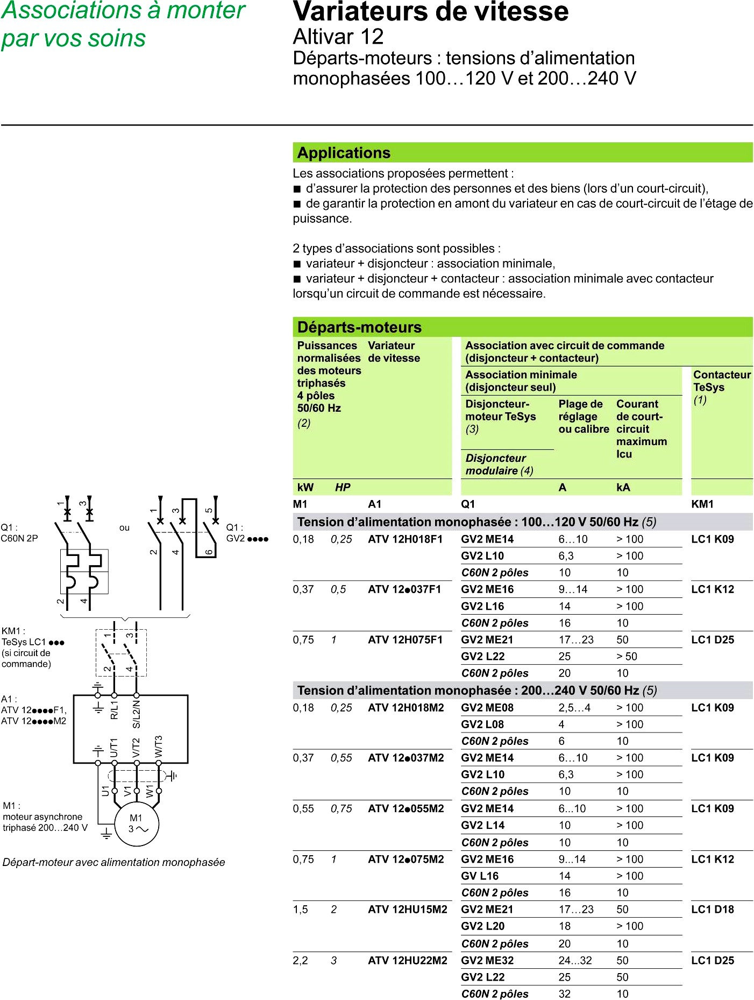 Associations à monter
par vos soins
Variateurs de vitesse
Altivar 12
Départs-moteurs : tensions d’alimentation
monophasées 100…120 V et 200…240 V
Applications
Les associations proposées permettent :
■ d’assurer la protection des personnes et des biens (lors d’un court-circuit),
■ de garantir la protection en amont du variateur en cas de court-circuit de l’étage de
puissance.
2 types d’associations sont possibles :
■ variateur + disjoncteur : association minimale,
■ variateur + disjoncteur + contacteur : association minimale avec contacteur
lorsqu’un circuit de commande est nécessaire.
Départs-moteurs
Puissances
normalisées
des moteurs
triphasés
4 pôles
50/60 Hz
(2)
Variateur
de vitesse
Association avec circuit de commande
(disjoncteur + contacteur)
Association minimale
(disjoncteur seul)
Contacteur
TeSys
(1)
Disjoncteur-
moteur TeSys
(3)
Plage de
réglage
ou calibre
Courant
de court-
circuit
maximum
Icu
Disjoncteur
modulaire (4)
kW HP A kA
M1 A1 Q1 KM1
Tension d’alimentation monophasée : 100…120 V 50/60 Hz (5)
0,18 0,25 ATV 12H018F1 GV2 ME14 6…10 > 100 LC1 K09
GV2 L10 6,3 > 100
C60N 2 pôles 10 10
0,37 0,5 ATV 12●037F1 GV2 ME16 9…14 > 100 LC1 K12
GV2 L16 14 > 100
C60N 2 pôles 16 10
0,75 1 ATV 12H075F1 GV2 ME21 17…23 50 LC1 D25
GV2 L22 25 > 50
C60N 2 pôles 20 10
Tension d’alimentation monophasée : 200…240 V 50/60 Hz (5)
0,18 0,25 ATV 12H018M2 GV2 ME08 2,5…4 > 100 LC1 K09
GV2 L08 4 > 100
C60N 2 pôles 6 10
0,37 0,55 ATV 12●037M2 GV2 ME14 6…10 > 100 LC1 K09
GV2 L10 6,3 > 100
C60N 2 pôles 10 10
0,55 0,75 ATV 12●055M2 GV2 ME14 6...10 > 100 LC1 K09
GV2 L14 10 > 100
C60N 2 pôles 10 10
0,75 1 ATV 12●075M2 GV2 ME16 9...14 > 100 LC1 K12
GV L16 14 > 100
C60N 2 pôles 16 10
1,5 2 ATV 12HU15M2 GV2 ME21 17…23 50 LC1 D18
GV2 L20 18 > 100
C60N 2 pôles 20 10
2,2 3 ATV 12HU22M2 GV2 ME32 24...32 50 LC1 D25
GV2 L22 25 50
C60N 2 pôles 32 10
1 3 1 3 5
Q1 :
C60N 2P
ou
Q1 :
GV2 ●●●●
2 4 2 4 6
KM1 :
TeSys LC1 ●●●
(si circuit de
commande)
1 3
2 4
A1 :
ATV 12●●●●F1,
ATV 12●●●●M2
R/L1 S/L2/N
U/T1 V/T2 W/T3
U1 V1 W1
M1 :
moteur asynchrone
triphasé 200…240 V
M1
3
Départ-moteur avec alimentation monophasée